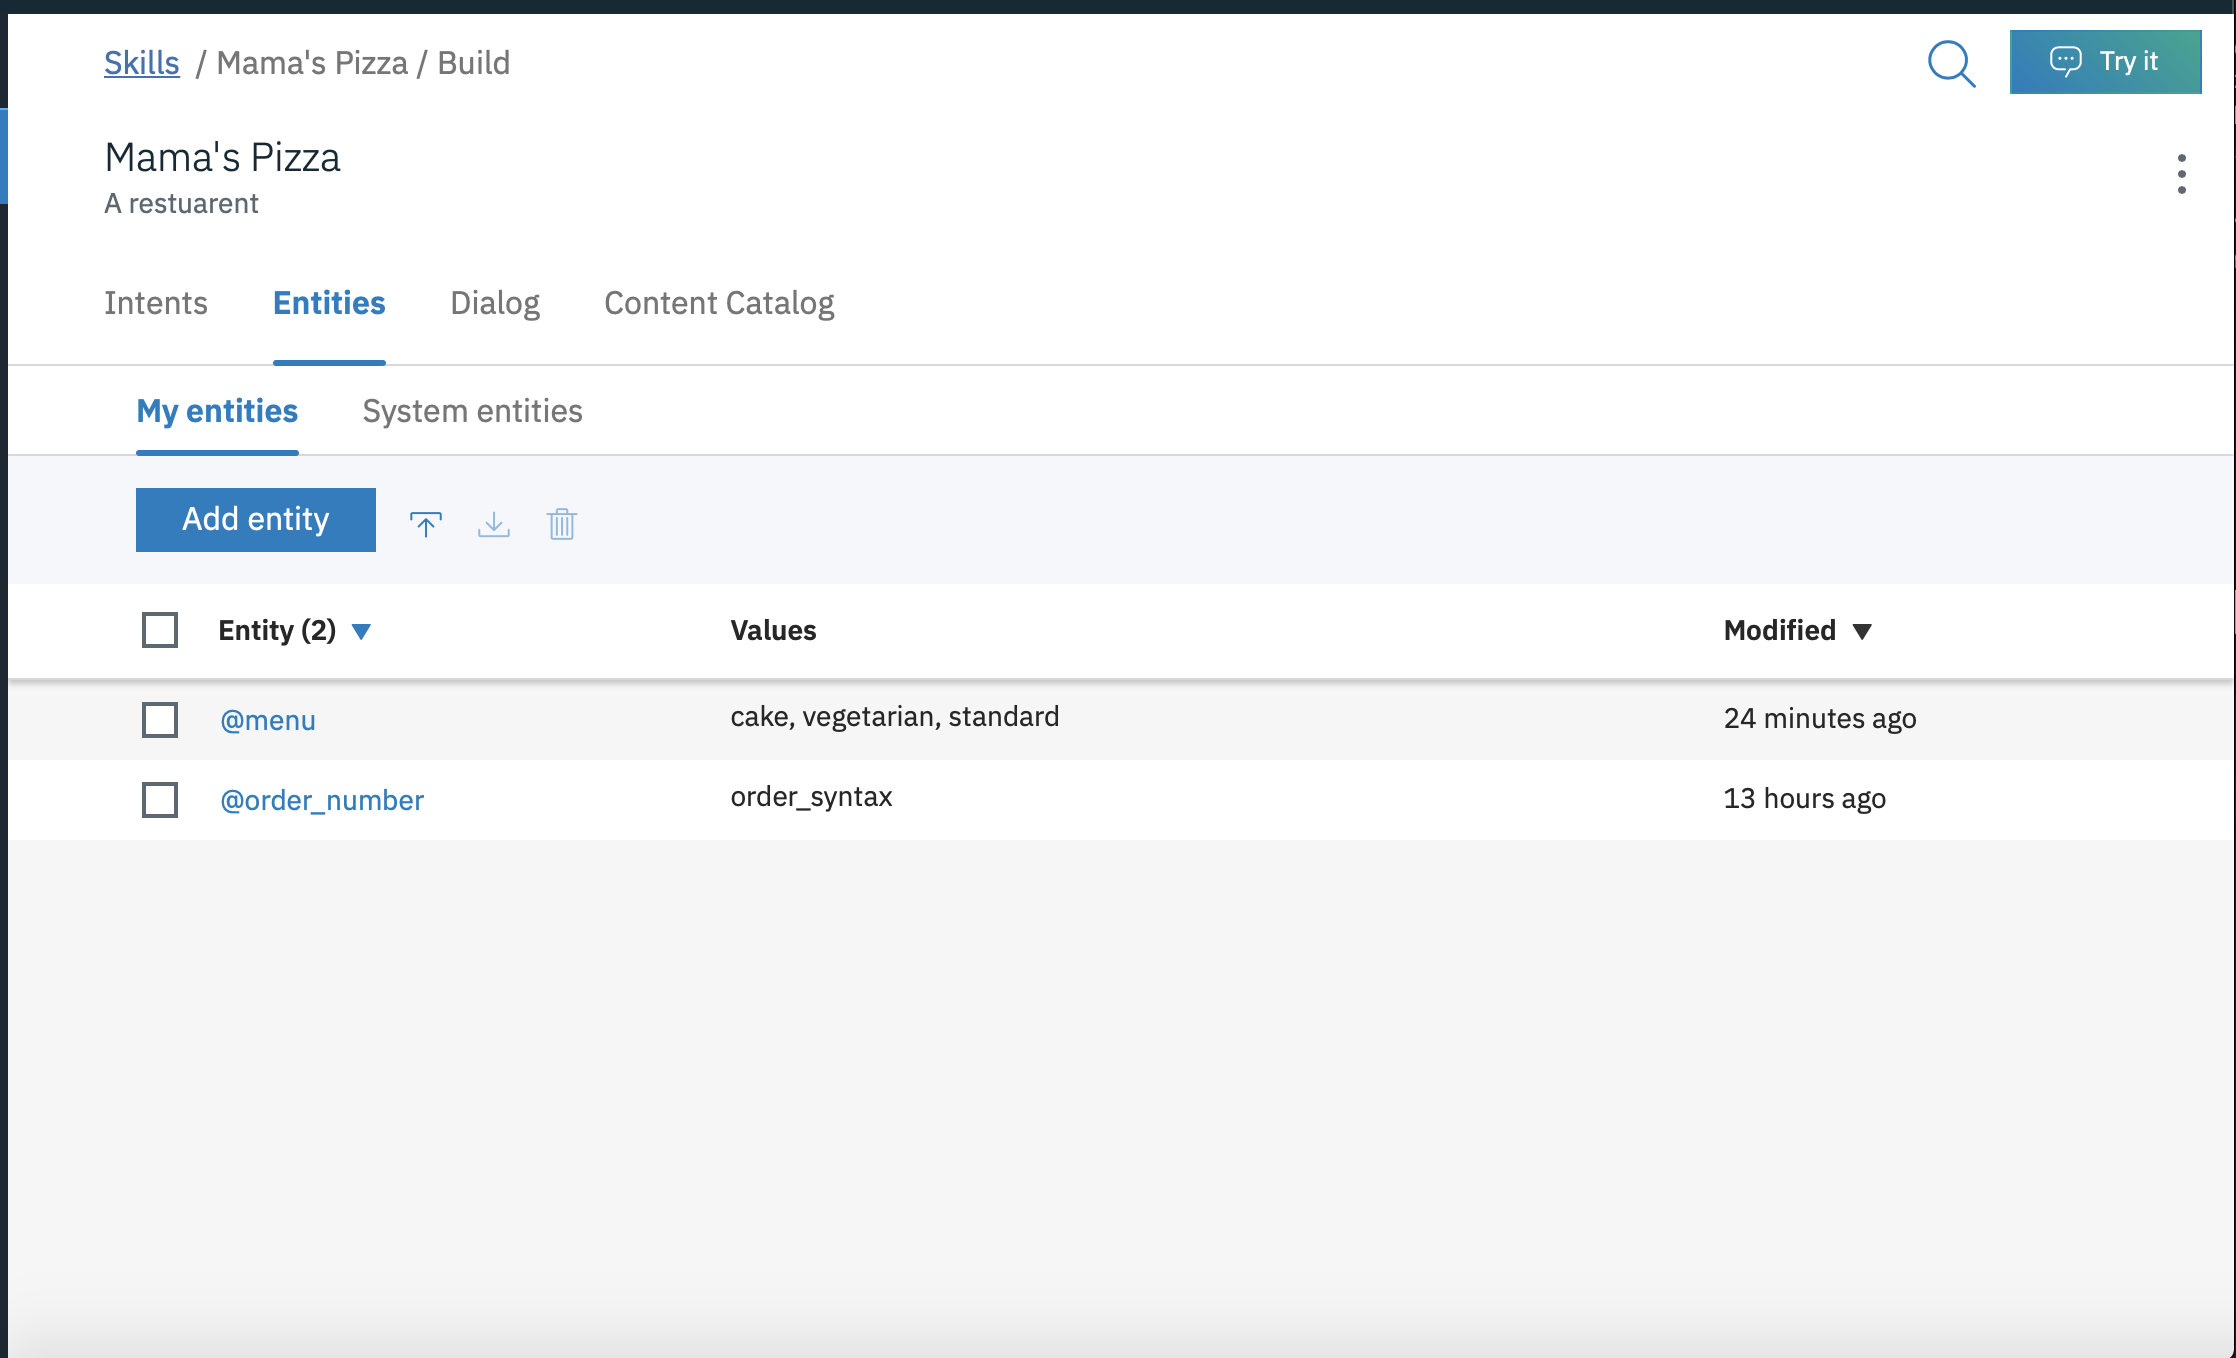 Skills / Mama's Pizza / Build
Try it
Mama's Pizza
A restuarent
Intents Entities Dialog Content Catalog
My entities System entities
Add entity
Entity (2) Values Modified
@menu cake, vegetarian, standard 24 minutes ago
@order_number order_syntax 13 hours ago